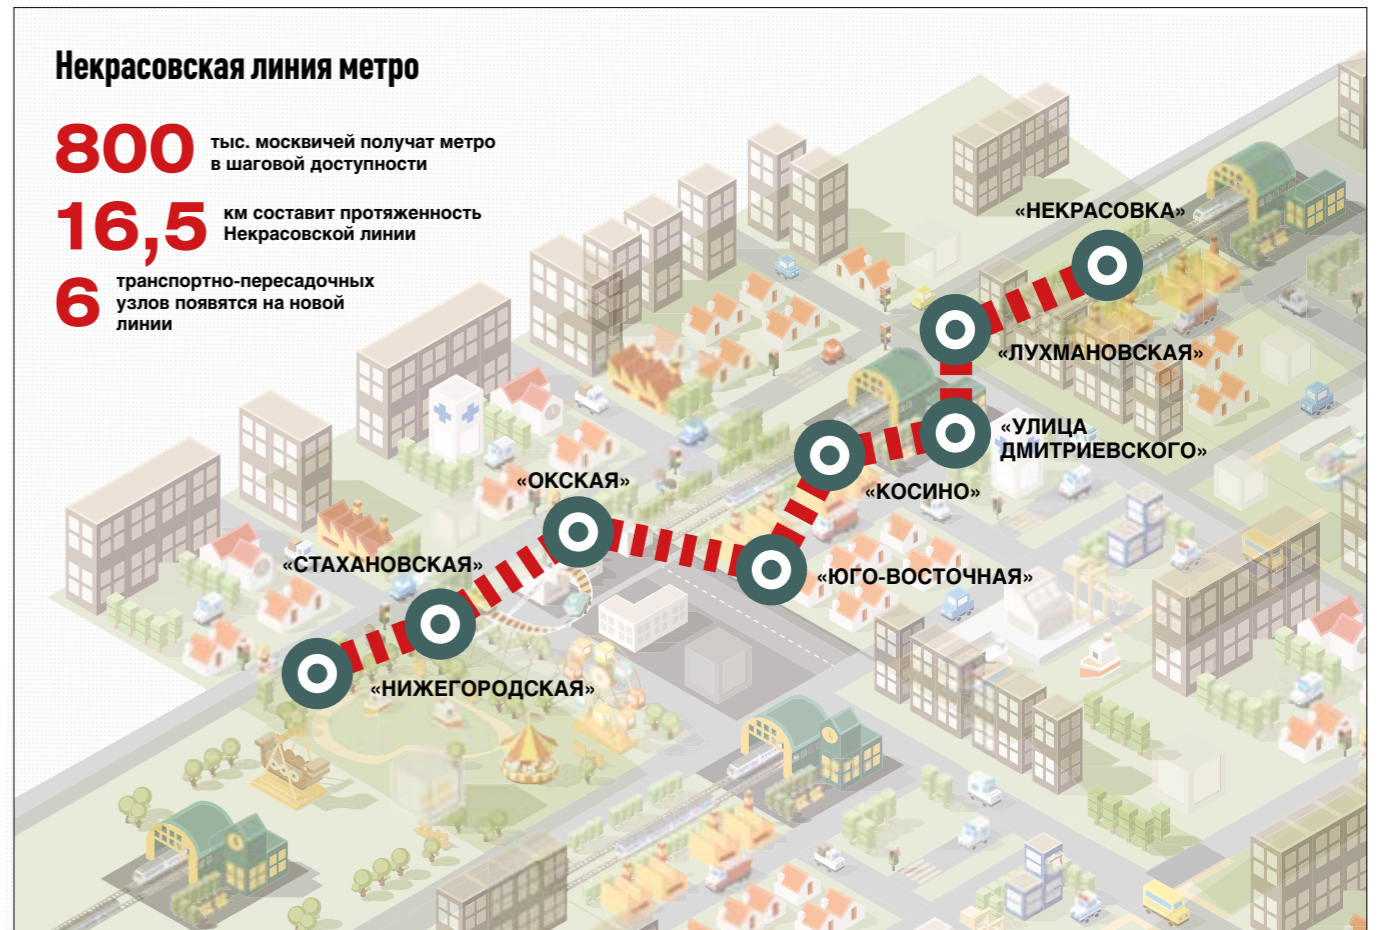 Некрасовская линия метро
800
тыс. москвичей получат метро
в шаговой доступности
16,5
км составит протяженность
Некрасовской линии
6
транспортно-пересадочных
узлов появятся на новой
линии
«НЕКРАСОВКА»
«ЛУХМАНОВСКАЯ»
«УЛИЦА
ДМИТРИЕВСКОГО»
«КОСИНО»
«ОКСКАЯ»
«ЮГО-ВОСТОЧНАЯ»
«СТАХАНОВСКАЯ»
«НИЖЕГОРОДСКАЯ»